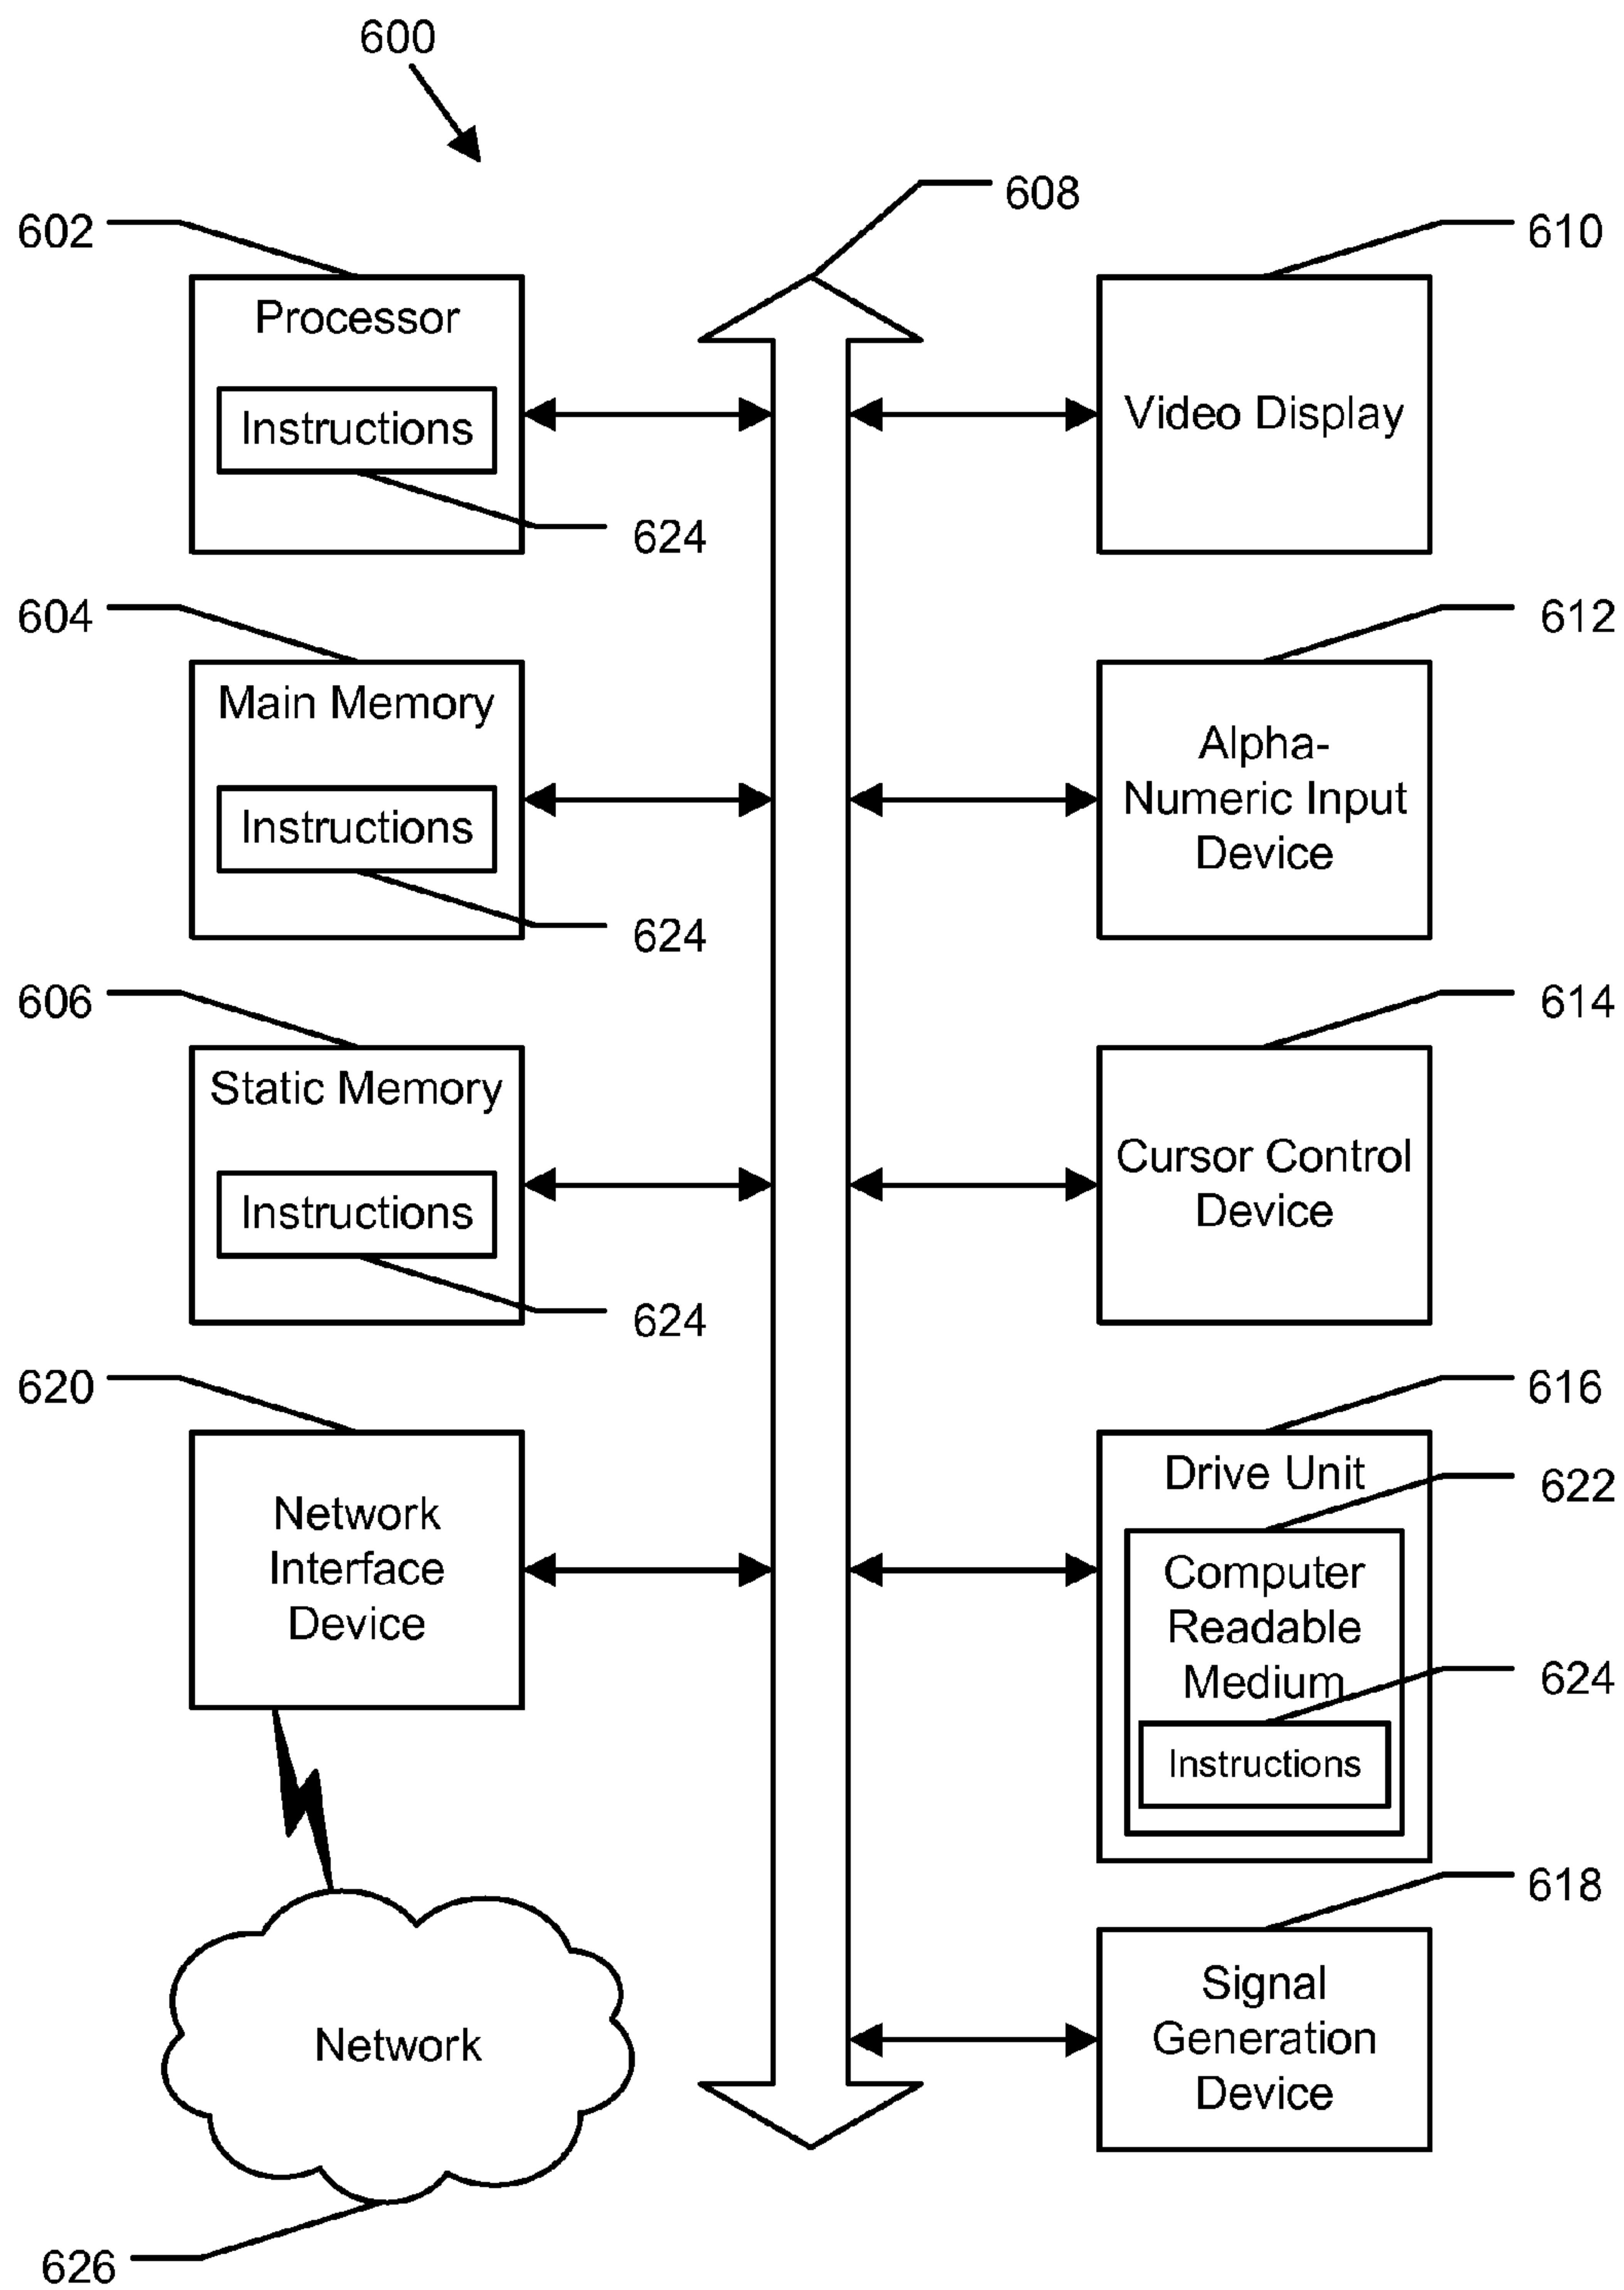 600
608
602
Processor
Instructions
624
610
Video Display
604
Main Memory
Instructions
624
612
Alpha-
Numeric Input
Device
606
Static Memory
Instructions
624
614
Cursor Control
Device
620
Network
Interface
Device
616
Drive Unit
622
Computer
Readable
Medium
624
Instructions
618
Signal
Generation
Device
Network
626